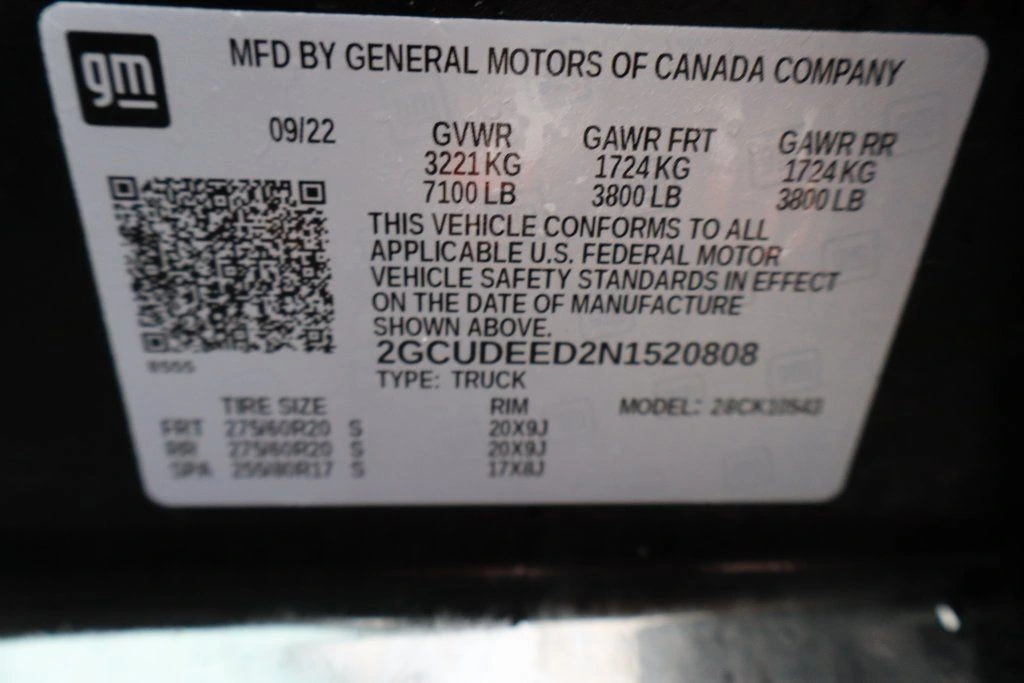 gm
MFD BY GENERAL MOTORS OF CANADA COMPANY
09/22 GVWR GAWR FRT GAWR RR
3221 KG 1724 KG 1724 KG
7100 LB 3800 LB 3800 LB
THIS VEHICLE CONFORMS TO ALL
APPLICABLE U.S. FEDERAL MOTOR
VEHICLE SAFETY STANDARDS IN EFFECT
ON THE DATE OF MANUFACTURE
SHOWN ABOVE.
2GCUDEED2N1520808
TYPE: TRUCK
TIRE SIZE RIM MODEL:
FRT 275/60R20 S 20X9J
RR 275/60R20 S 20X9J
SPA 255/80R17 S 17X8J